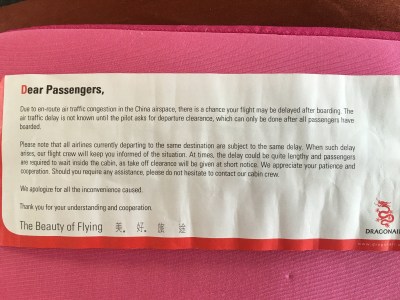 Dear Passengers,
Due to en-route air traffic congestion in the China airspace, there is a chance your flight may be delayed after boarding. The
air traffic delay is not known until the pilot asks for departure clearance, which can only be done after all passengers have
boarded.
Please note that all airlines currently departing to the same destination are subject to the same delay. When such delay
arises, our flight crew will keep you informed of the situation. At times, the delay could be quite lengthy and passengers
are required to wait inside the cabin, as take off clearance will be given at short notice. We appreciate your patience and
cooperation. Should you require any assistance, please do not hesitate to contact our cabin crew.
We apologize for all the inconvenience caused.
Thank you for your understanding and cooperation.
The Beauty of Flying 美。好。旅 途
DRAGONAIR